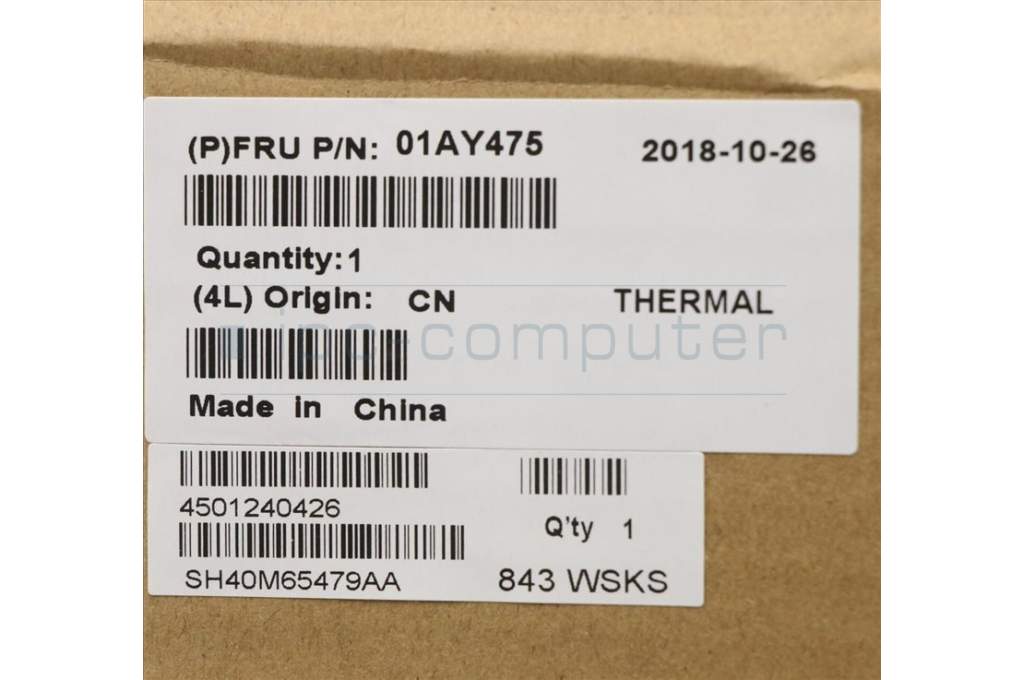 (P)FRU P/N: 01AY475 2018-10-26
Quantity:1
(4L) Origin: CN THERMAL
ipc-computer
Made in China
4501240426
Q'ty 1
SH40M65479AA 843 WSKS